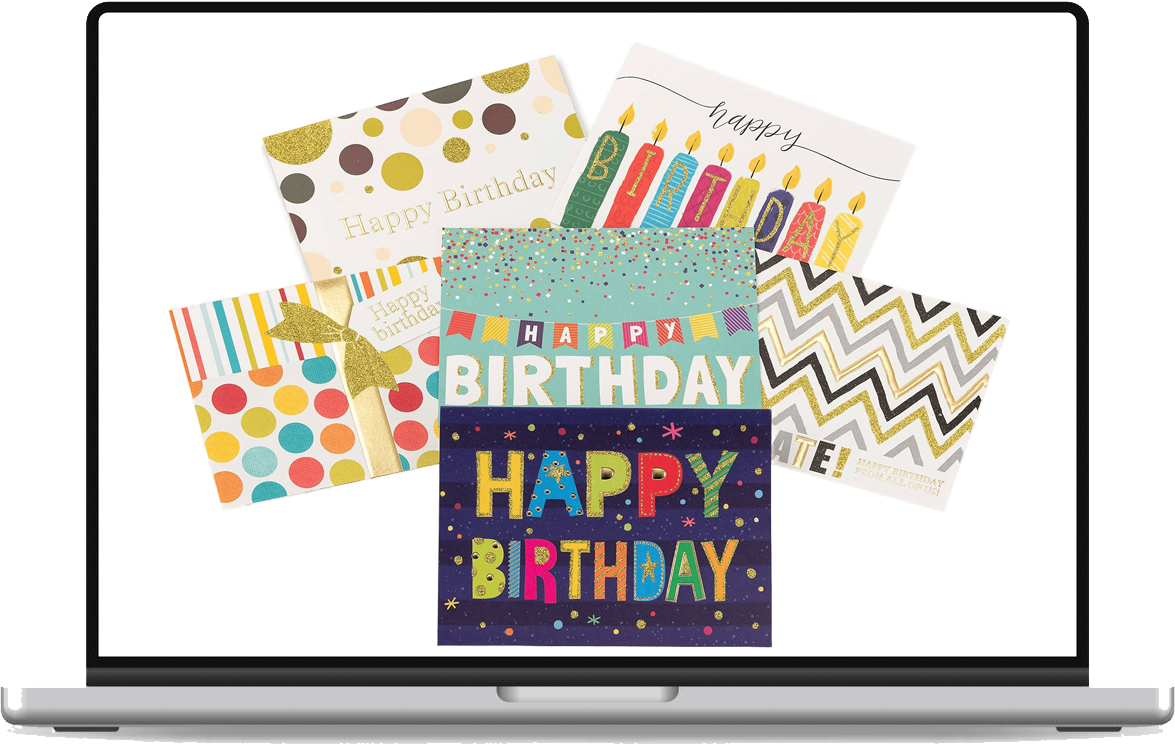 Happy Birthday
happy
BIRTHDAY
Happy
birthday
HAPPY
BIRTHDAY
ATE!
HAPPY BIRTHDAY
FROM ALL OF US!
HAPPY
BIRTHDAY